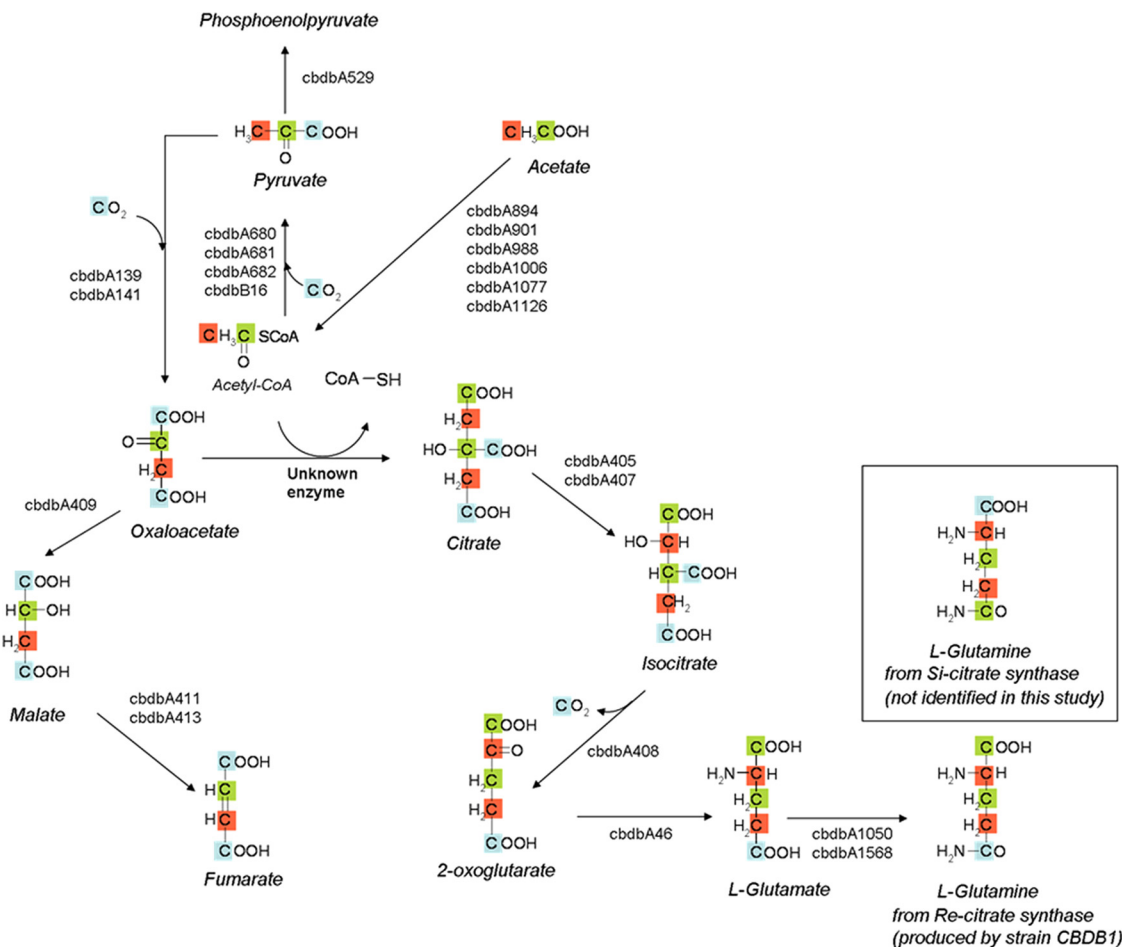 Phosphoenolpyruvate
cbdbA529
H3C-C-COOH
O
Pyruvate
CH3COOH
Acetate
CO2
cbdbA894
cbdbA901
cbdbA988
cbdbA1006
cbdbA1077
cbdbA1126
cbdbA680
cbdbA681
cbdbA682
cbdbB16
CO2
cbdbA139
cbdbA141
CH3C SCoA
O
Acetyl-CoA
CoA-SH
COOH
O=C
H2C
COOH
Oxaloacetate
Unknown
enzyme
COOH
H2C
HO-C-COOH
H2C
COOH
Citrate
cbdbA405
cbdbA407
cbdbA409
COOH
HO-CH
HC-COOH
CH2
COOH
Isocitrate
COOH
H2N-CH
H2C
H2C
H2N-CO
L-Glutamine
from Si-citrate synthase
(not identified in this study)
COOH
HC-OH
H2C
COOH
Malate
cbdbA411
cbdbA413
COOH
HC
HC
COOH
Fumarate
CO2
cbdbA408
COOH
C=O
H2C
H2C
COOH
2-oxoglutarate
cbdbA46
COOH
H2N-CH
H2C
H2C
COOH
L-Glutamate
cbdbA1050
cbdbA1568
COOH
H2N-CH
H2C
H2C
H2N-CO
L-Glutamine
from Re-citrate synthase
(produced by strain CBDB1)